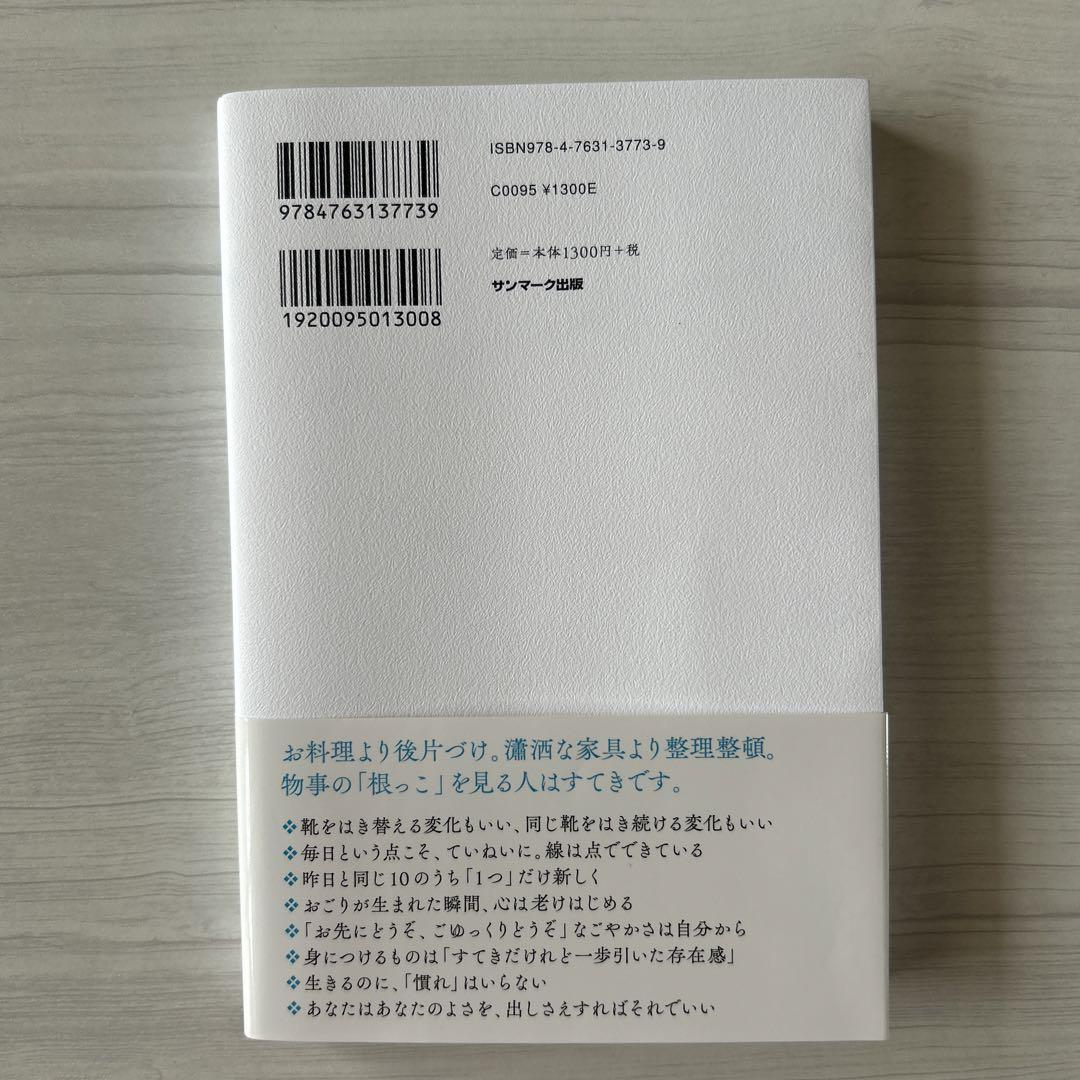 ISBN978-4-7631-3773-9
9784763137739
C0095 ¥1300E
定価＝本体1300円＋税
サンマーク出版
1920095013008
お料理より後片づけ。瀟洒な家具より整理整頓。
物事の「根っこ」を見る人はすてきです。
❖靴をはき替える変化もいい、同じ靴をはき続ける変化もいい
❖毎日という点こそ、ていねいに。線は点でできている
❖昨日と同じ10のうち「1つ」だけ新しく
❖おごりが生まれた瞬間、心は老けはじめる
❖「お先にどうぞ、ごゆっくりどうぞ」なごやかさは自分から
❖身につけるものは「すてきだけれど一歩引いた存在感」
❖生きるのに、「慣れ」はいらない
❖あなたはあなたのよさを、出しさえすればそれでいい